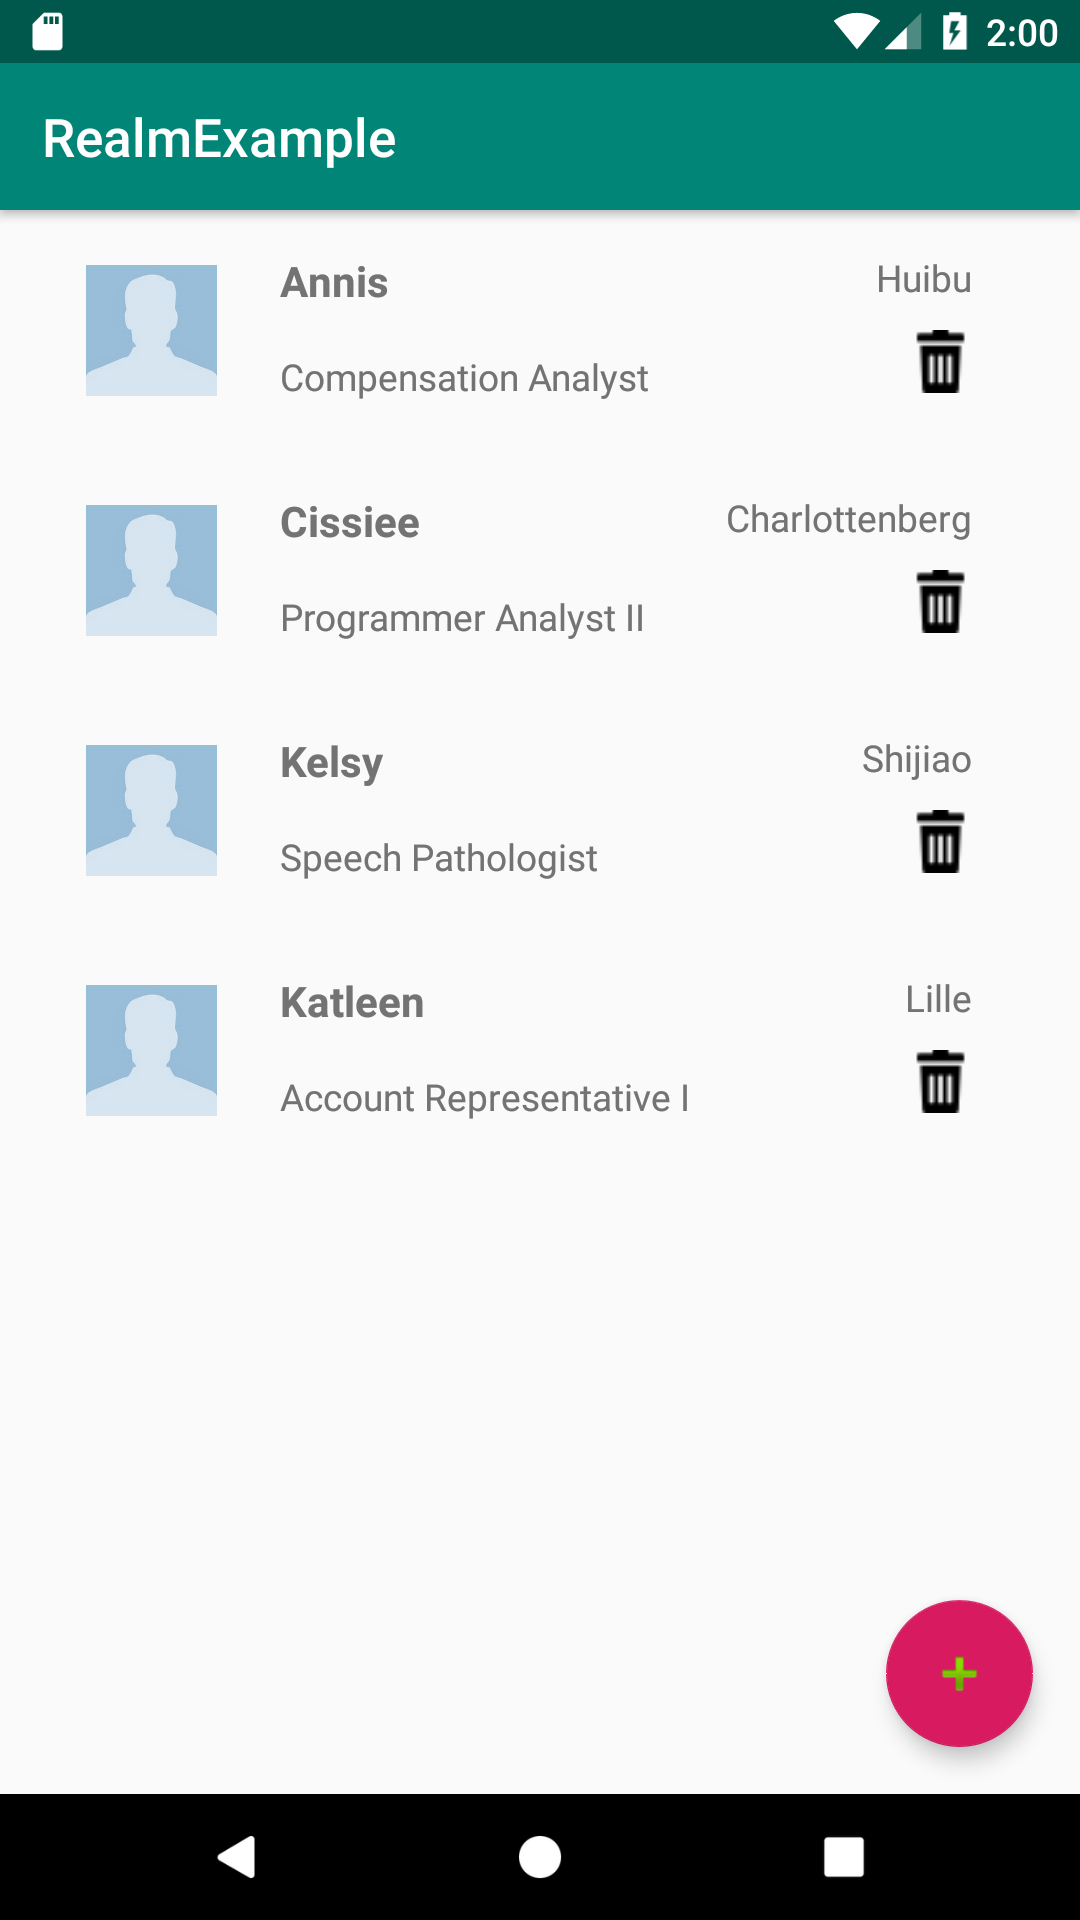 2:00
RealmExample
Annis
Huibu
Compensation Analyst
Cissiee
Charlottenberg
Programmer Analyst II
Kelsy
Shijiao
Speech Pathologist
Katleen
Lille
Account Representative I